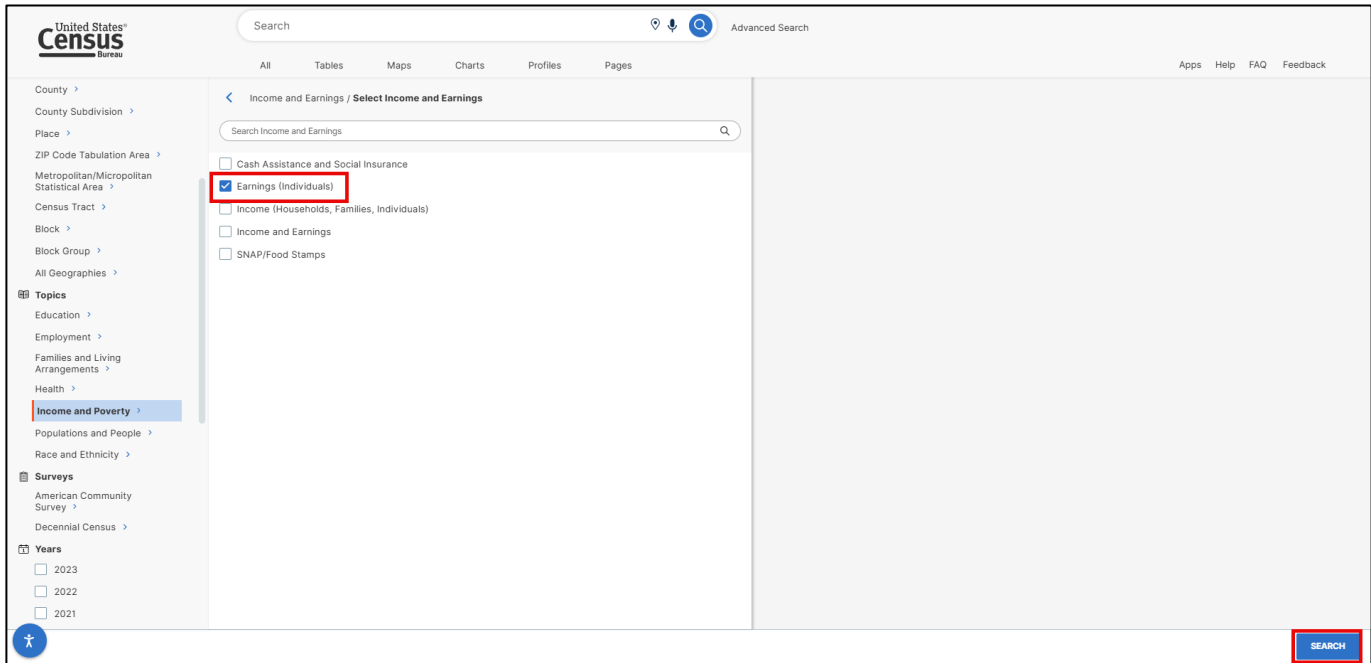 United States®
Census
Bureau
Search
Advanced Search
All Tables Maps Charts Profiles Pages
Apps Help FAQ Feedback
County
County Subdivision
Place
ZIP Code Tabulation Area
Metropolitan/Micropolitan
Statistical Area
Census Tract
Block
Block Group
All Geographies
Topics
Education
Employment
Families and Living
Arrangements
Health
Income and Poverty
Populations and People
Race and Ethnicity
Surveys
American Community
Survey
Decennial Census
Years
2023
2022
2021
Income and Earnings / Select Income and Earnings
Search Income and Earnings
Cash Assistance and Social Insurance
Earnings (Individuals)
Income (Households, Families, Individuals)
Income and Earnings
SNAP/Food Stamps
SEARCH